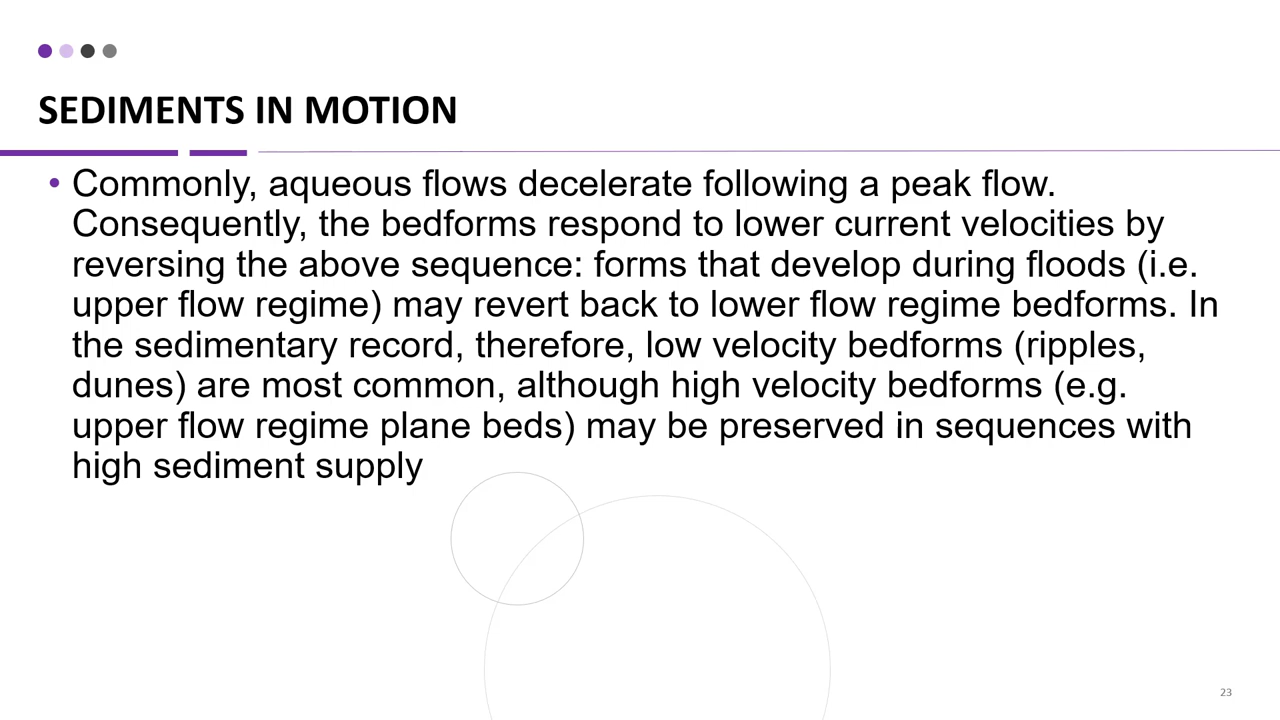 SEDIMENTS IN MOTION
• Commonly, aqueous flows decelerate following a peak flow.
Consequently, the bedforms respond to lower current velocities by
reversing the above sequence: forms that develop during floods (i.e.
upper flow regime) may revert back to lower flow regime bedforms. In
the sedimentary record, therefore, low velocity bedforms (ripples,
dunes) are most common, although high velocity bedforms (e.g.
upper flow regime plane beds) may be preserved in sequences with
high sediment supply
23